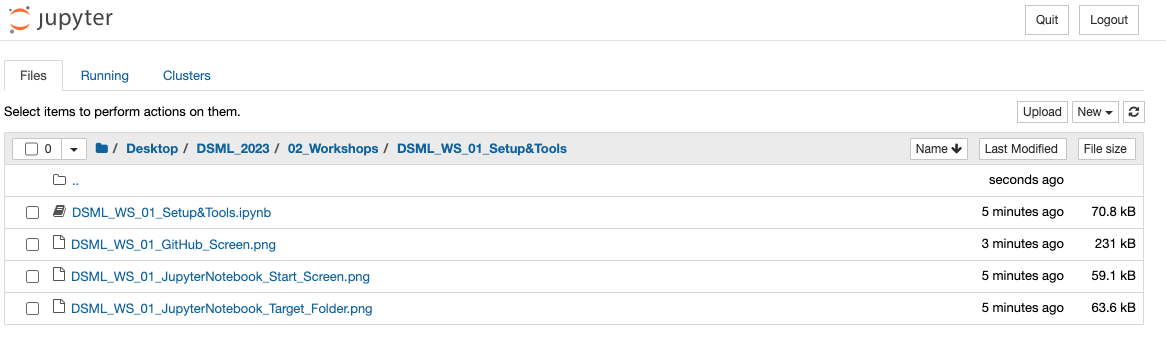 jupyter Quit Logout
Files Running Clusters
Select items to perform actions on them. Upload New
0 / Desktop / DSML_2023 / 02_Workshops / DSML_WS_01_Setup&Tools Name Last Modified File size
.. seconds ago
DSML_WS_01_Setup&Tools.ipynb 5 minutes ago 70.8 kB
DSML_WS_01_GitHub_Screen.png 3 minutes ago 231 kB
DSML_WS_01_JupyterNotebook_Start_Screen.png 5 minutes ago 59.1 kB
DSML_WS_01_JupyterNotebook_Target_Folder.png 5 minutes ago 63.6 kB